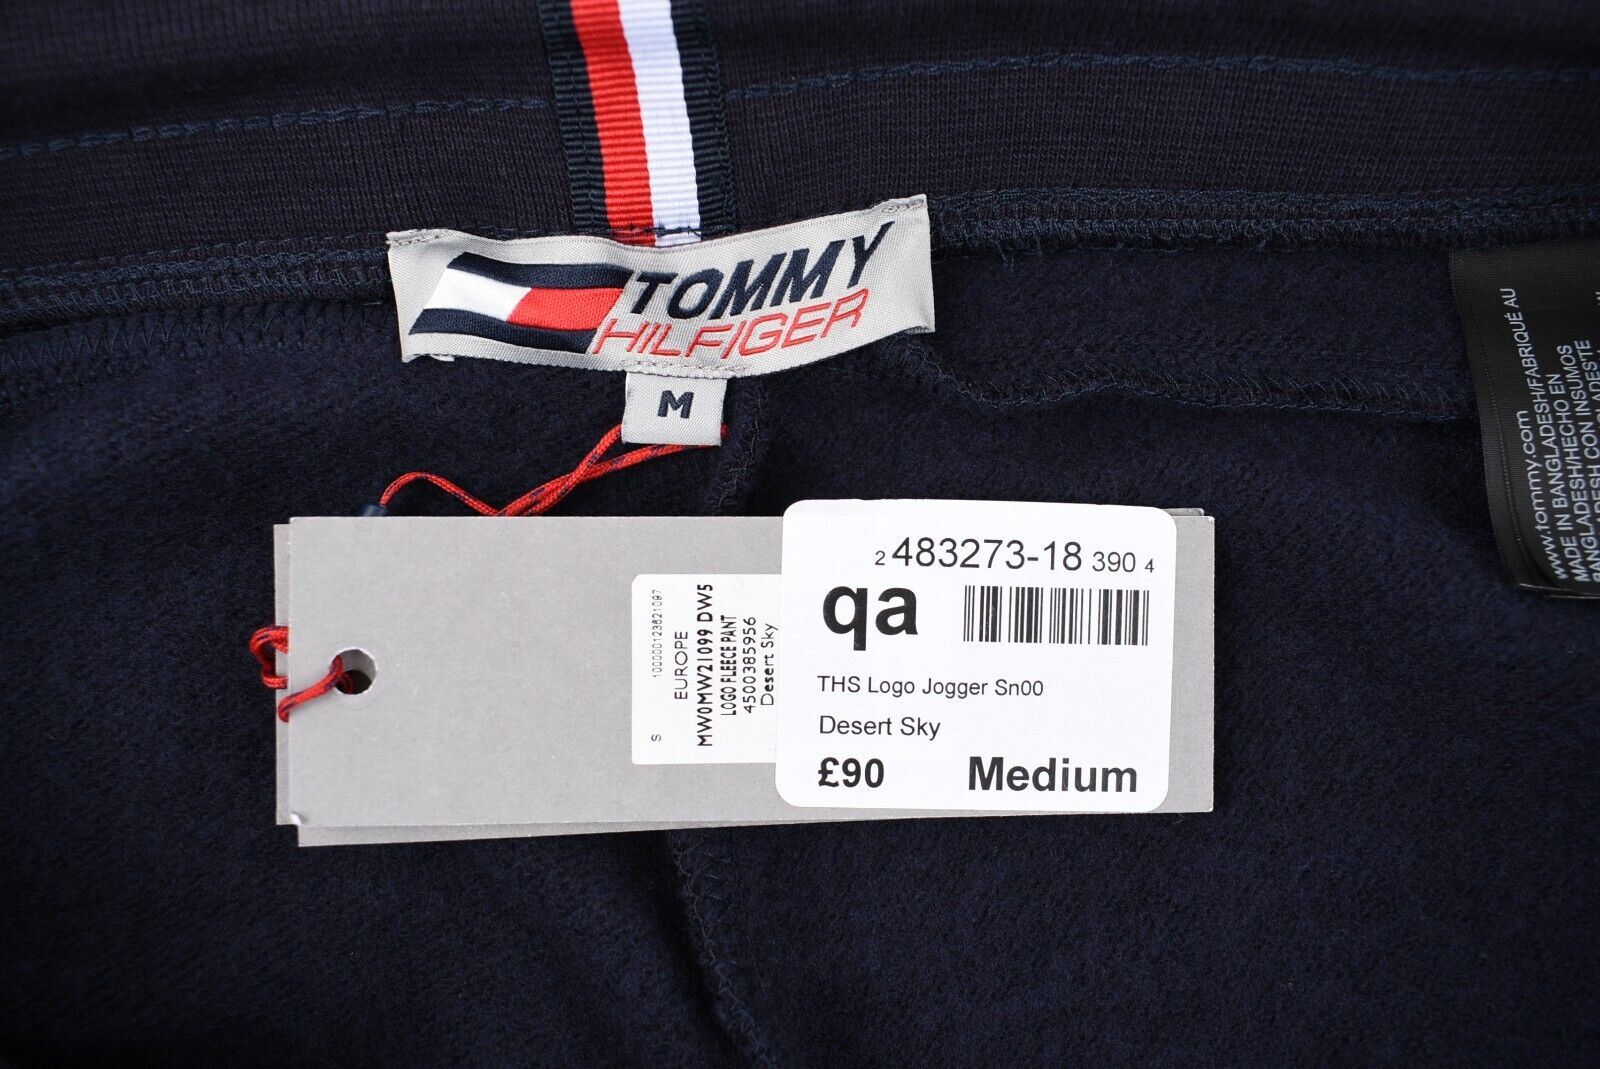 TOMMY
HILFIGER
M
2 483273-18 390 4
qa
THS Logo Jogger Sn00
Desert Sky
£90 Medium
S 100000123821097
EUROPE
MW0MW21099 DW5
LOGO FLEECE PANT
4500385956
Desert Sky
www.tommy.com
MADE IN BANGLADESH/FABRIQUÉ AU
BANGLADESH/HECHO EN
BANGLADESH CON INSUMOS